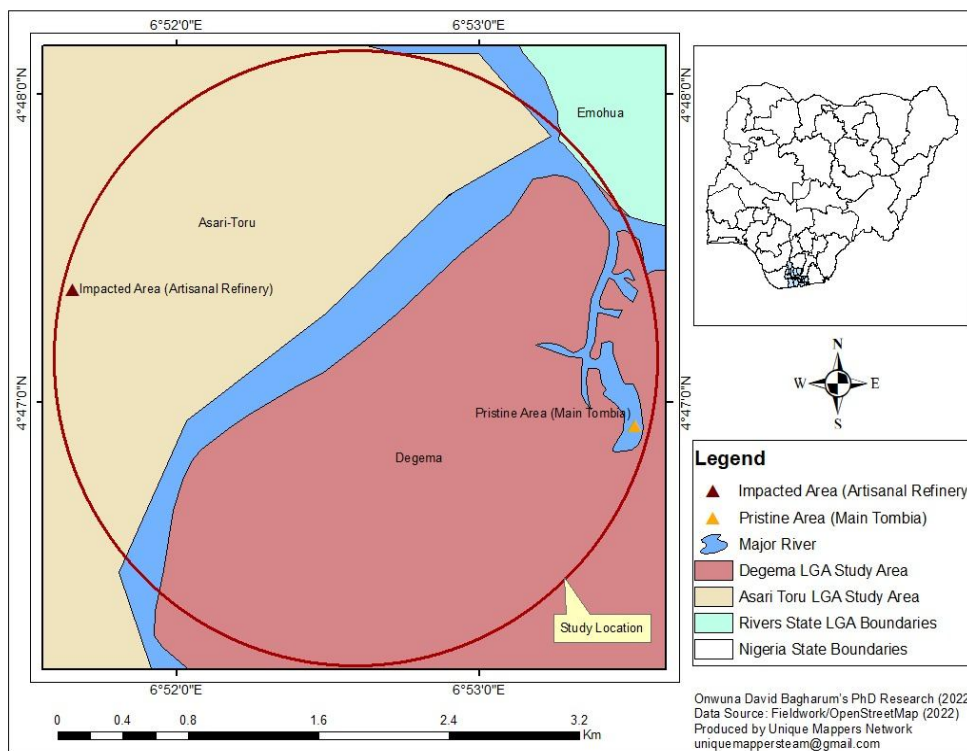 6°52'0"E
6°53'0"E
4°48'0"N
4°48'0"N
Emohua
Asari-Toru
Impacted Area (Artisanal Refinery)
4°47'0"N
4°47'0"N
Pristine Area (Main Tombia)
Degema
Study Location
6°52'0"E
6°53'0"E
0 0.4 0.8 1.6 2.4 3.2
Km
N
W E
S
Legend
Impacted Area (Artisanal Refinery)
Pristine Area (Main Tombia)
Major River
Degema LGA Study Area
Asari Toru LGA Study Area
Rivers State LGA Boundaries
Nigeria State Boundaries
Onwuna David Bagharum's PhD Research (2022
Data Source: Fieldwork/OpenStreetMap (2022)
Produced by Unique Mappers Network
uniquemappersteam@gmail.com